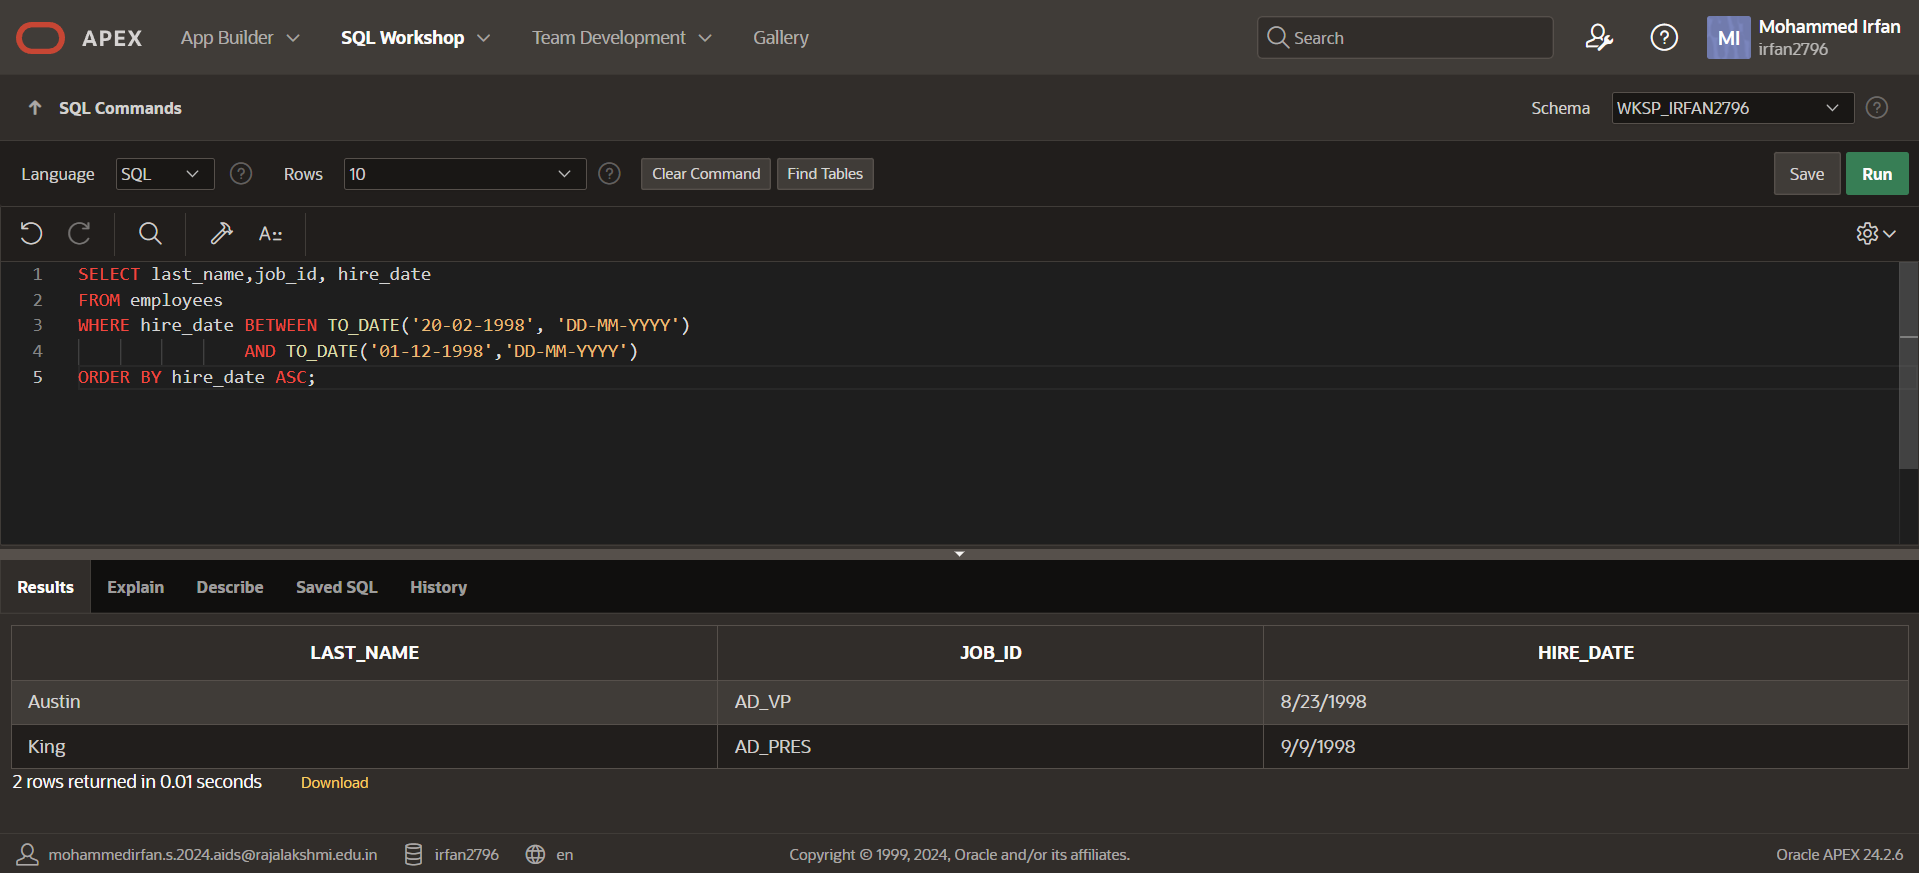 APEX App Builder SQL Workshop Team Development Gallery Search MI Mohammed Irfan
irfan2796
SQL Commands Schema WKSP_IRFAN2796
Language SQL Rows 10 Clear Command Find Tables Save Run
A::
1 SELECT last_name,job_id, hire_date
2 FROM employees
3 WHERE hire_date BETWEEN TO_DATE('20-02-1998', 'DD-MM-YYYY')
4 AND TO_DATE('01-12-1998','DD-MM-YYYY')
5 ORDER BY hire_date ASC;
Results Explain Describe Saved SQL History
LAST_NAME JOB_ID HIRE_DATE
Austin AD_VP 8/23/1998
King AD_PRES 9/9/1998
2 rows returned in 0.01 seconds Download
mohammedirfan.s.2024.aids@rajalakshmi.edu.in irfan2796 en Copyright © 1999, 2024, Oracle and/or its affiliates. Oracle APEX 24.2.6